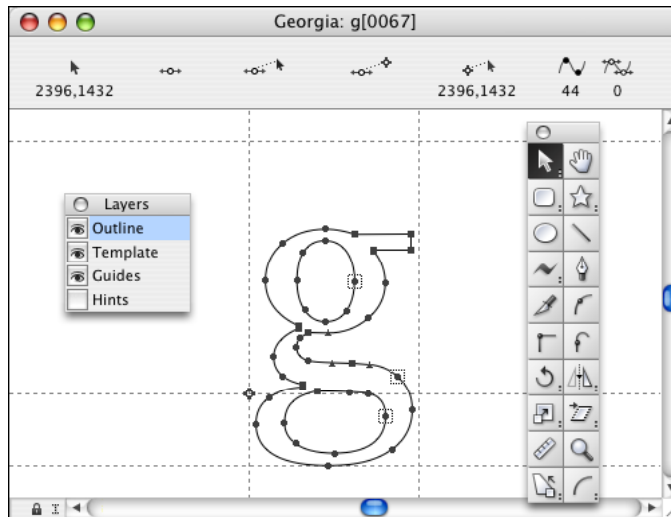 Georgia: g[0067]
2396,1432 2396,1432 44 0
Layers
Outline
Template
Guides
Hints
g